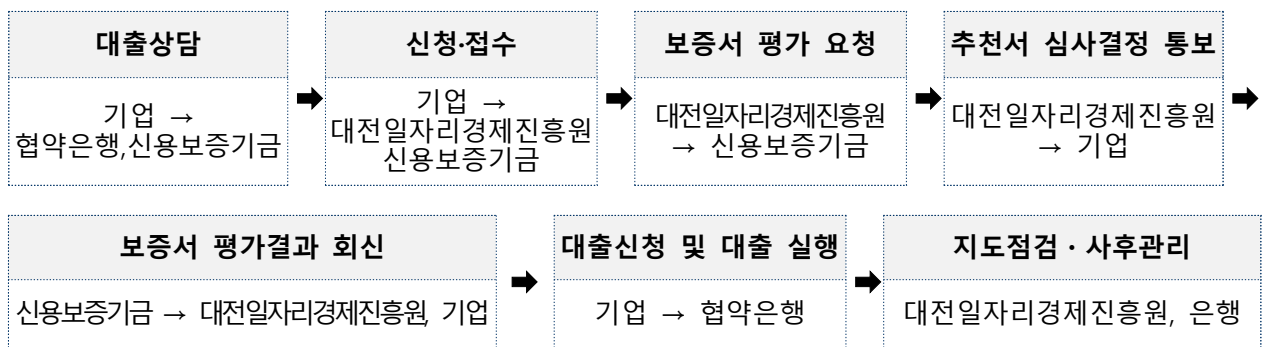 대출상담
기업 →
협약은행,신용보증기금
신청·접수
기업 →
대전일자리경제진흥원
신용보증기금
보증서 평가 요청
대전일자리경제진흥원
→ 신용보증기금
추천서 심사결정 통보
대전일자리경제진흥원
→ 기업
보증서 평가결과 회신
신용보증기금 → 대전일자리경제진흥원, 기업
대출신청 및 대출 실행
기업 → 협약은행
지도점검·사후관리
대전일자리경제진흥원, 은행